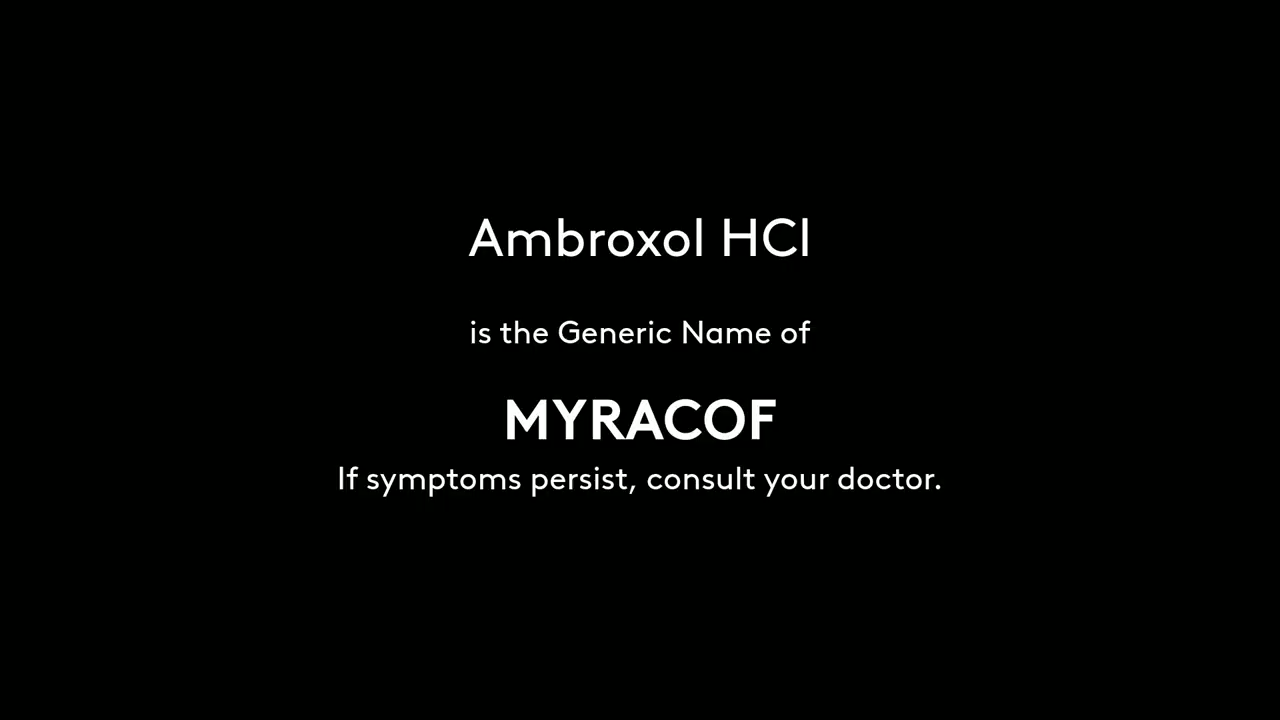 Ambroxol HCl
is the Generic Name of
MYRACOF
If symptoms persist, consult your doctor.